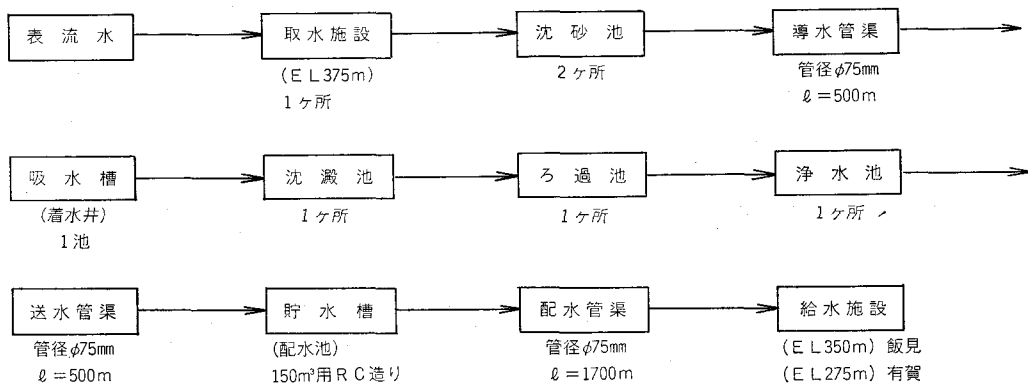 表流水 取水施設 沈砂池 導水管渠
(EL375m) 2ヶ所 管径φ75mm
1ヶ所 ℓ=500m
吸水槽 沈澱池 ろ過池 浄水池
(着水井) 1ヶ所 1ヶ所 1ヶ所
1池
送水管渠 貯水槽 配水管渠 給水施設
管径φ75mm (配水池) 管径φ75mm (EL350m) 飯見
ℓ=500m 150m³用RC造り ℓ=1700m (EL275m) 有賀